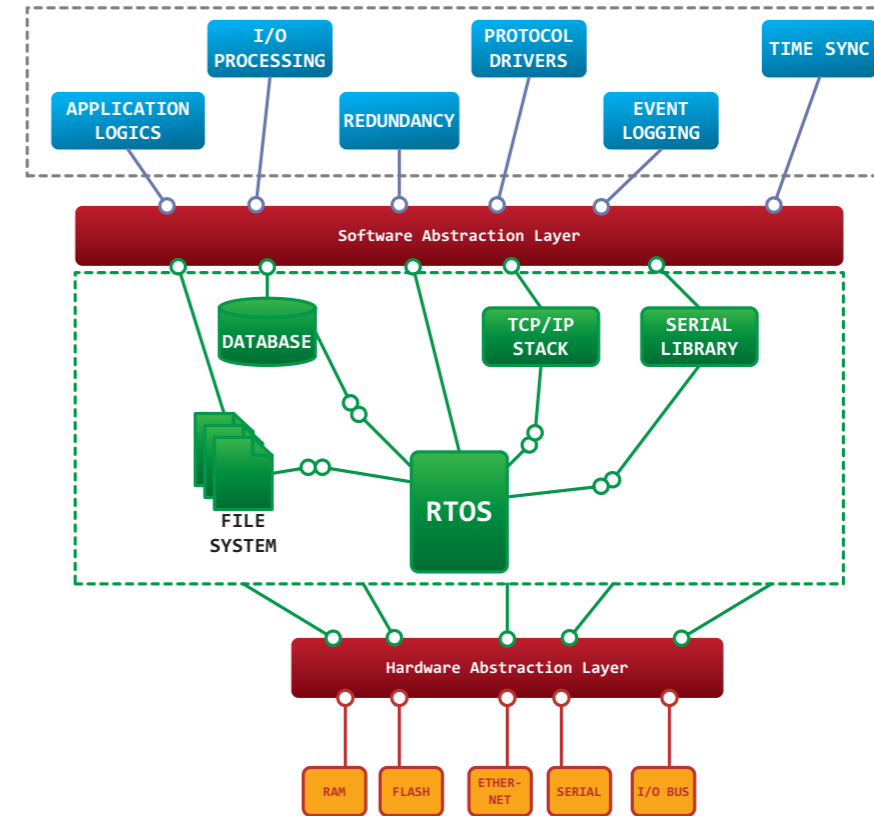 I/O
PROCESSING
PROTOCOL
DRIVERS
TIME SYNC
APPLICATION
LOGICS
REDUNDANCY
EVENT
LOGGING
Software Abstraction Layer
DATABASE
TCP/IP
STACK
SERIAL
LIBRARY
RTOS
FILE
SYSTEM
Hardware Abstraction Layer
RAM
FLASH
ETHER-
NET
SERIAL
I/O BUS